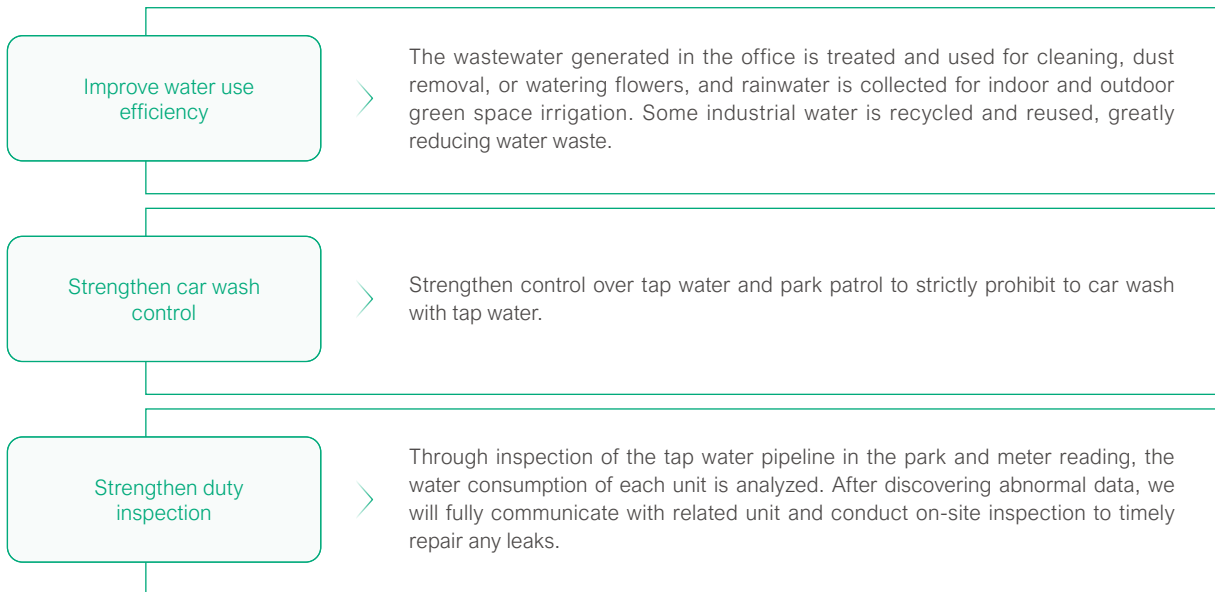 Improve water use
efficiency
The wastewater generated in the office is treated and used for cleaning, dust
removal, or watering flowers, and rainwater is collected for indoor and outdoor
green space irrigation. Some industrial water is recycled and reused, greatly
reducing water waste.
Strengthen car wash
control
Strengthen control over tap water and park patrol to strictly prohibit to car wash
with tap water.
Strengthen duty
inspection
Through inspection of the tap water pipeline in the park and meter reading, the
water consumption of each unit is analyzed. After discovering abnormal data, we
will fully communicate with related unit and conduct on-site inspection to timely
repair any leaks.